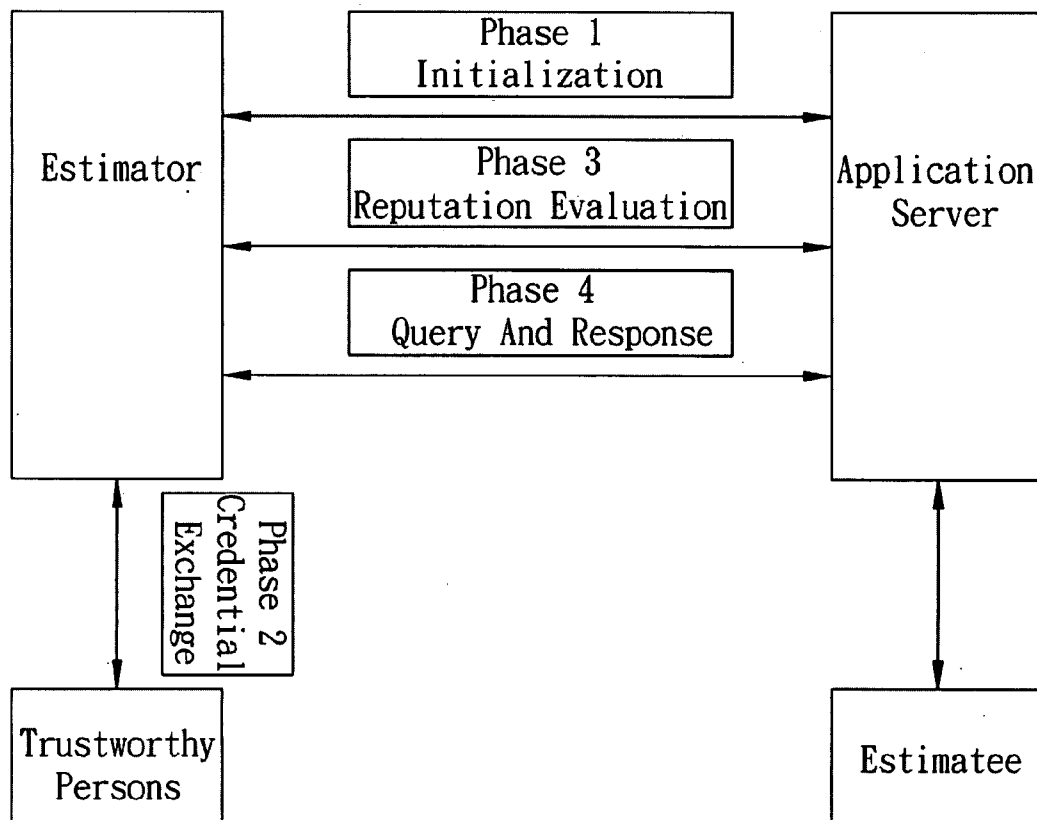 Phase 1
Initialization
Estimator
Phase 3
Reputation Evaluation
Application
Server
Phase 4
Query And Response
Phase 2
Credential
Exchange
Trustworthy
Persons
Estimatee